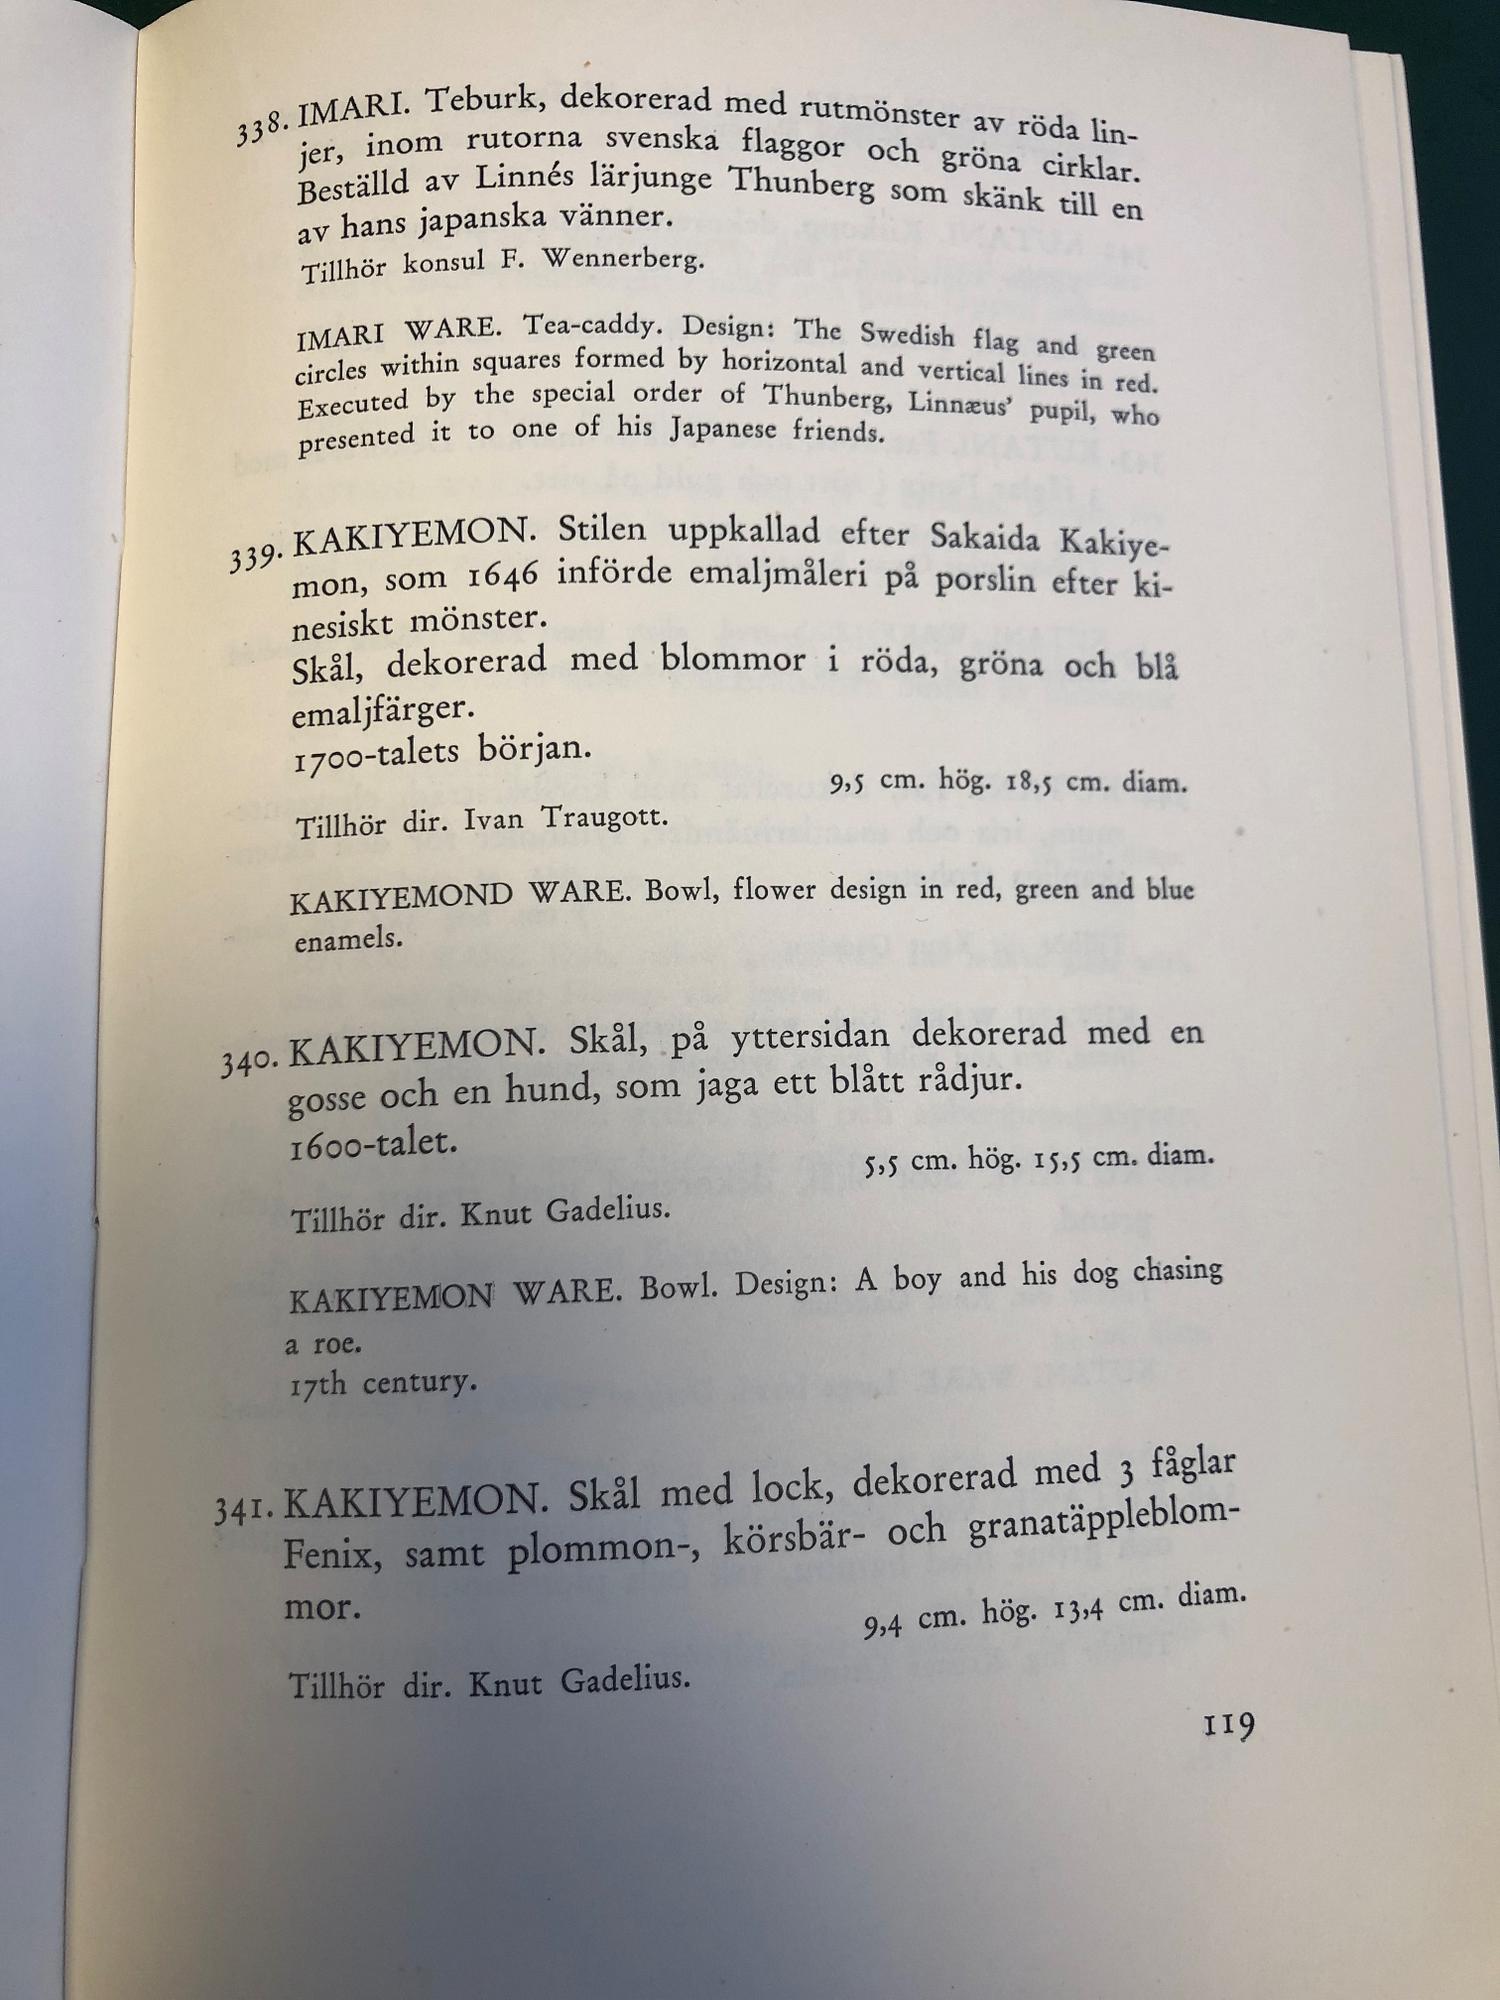 338. IMARI. Teburk, dekorerad med rutmönster av röda lin-
jer, inom rutorna svenska flaggor och gröna cirklar.
Beställd av Linnés lärjunge Thunberg som skänk till en
av hans japanska vänner.
Tillhör konsul F. Wennerberg.
IMARI WARE. Tea-caddy. Design: The Swedish flag and green
circles within squares formed by horizontal and vertical lines in red.
Executed by the special order of Thunberg, Linnæus' pupil, who
presented it to one of his Japanese friends.
339. KAKIYEMON. Stilen uppkallad efter Sakaida Kakiye-
mon, som 1646 införde emaljmåleri på porslin efter ki-
nesiskt mönster.
Skål, dekorerad med blommor i röda, gröna och blå
emaljfärger.
1700-talets början.
9,5 cm. hög. 18,5 cm. diam.
Tillhör dir. Ivan Traugott.
KAKIYEMOND WARE. Bowl, flower design in red, green and blue
enamels.
340. KAKIYEMON. Skål, på yttersidan dekorerad med en
gosse och en hund, som jaga ett blått rådjur.
1600-talet.
5,5 cm. hög. 15,5 cm. diam.
Tillhör dir. Knut Gadelius.
KAKIYEMON WARE. Bowl. Design: A boy and his dog chasing
a roe.
17th century.
341. KAKIYEMON. Skål med lock, dekorerad med 3 fåglar
Fenix, samt plommon-, körsbär- och granatäppleblom-
mor.
9,4 cm. hög. 13,4 cm. diam.
Tillhör dir. Knut Gadelius.
119